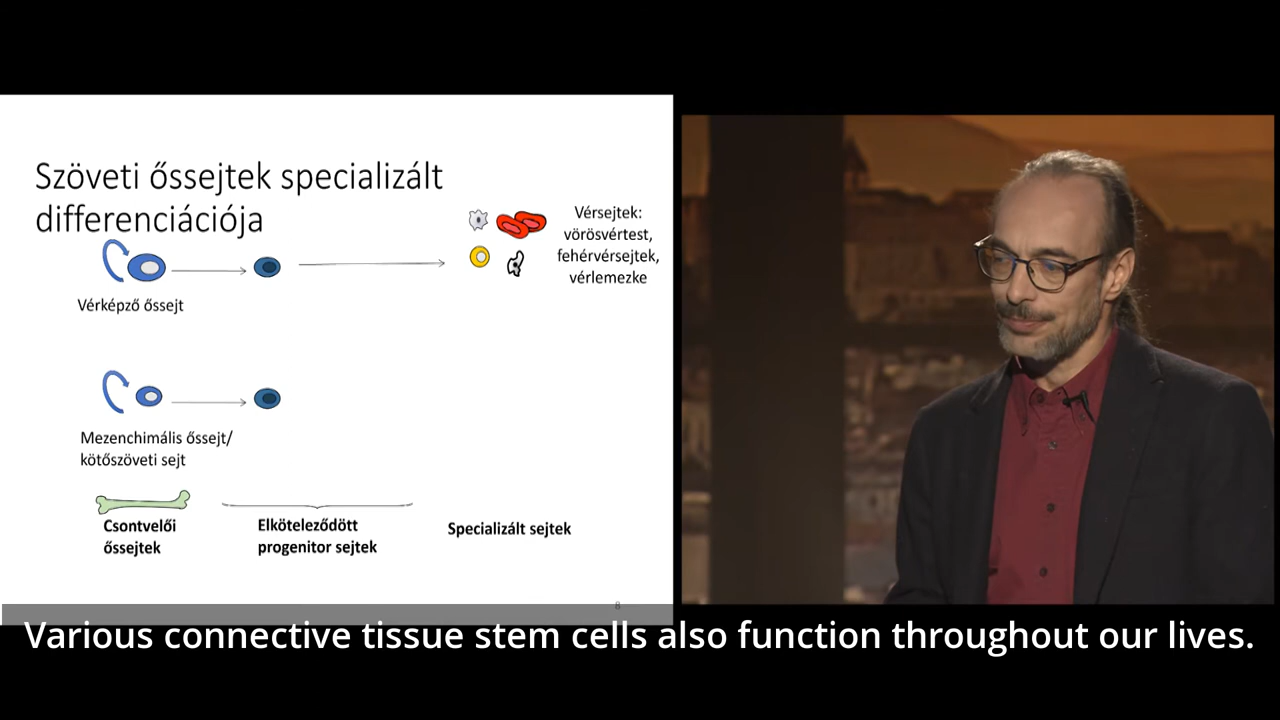 Szöveti őssejtek specializált
differenciációja
Vérsejtek:
vörösvértest,
fehérvérsejtek,
vérlemezke
Vérképző őssejt
Mezenchimális őssejt/
kötőszöveti sejt
Csontvelői
őssejtek
Elköteleződött
progenitor sejtek
Specializált sejtek
8
Various connective tissue stem cells also function throughout our lives.